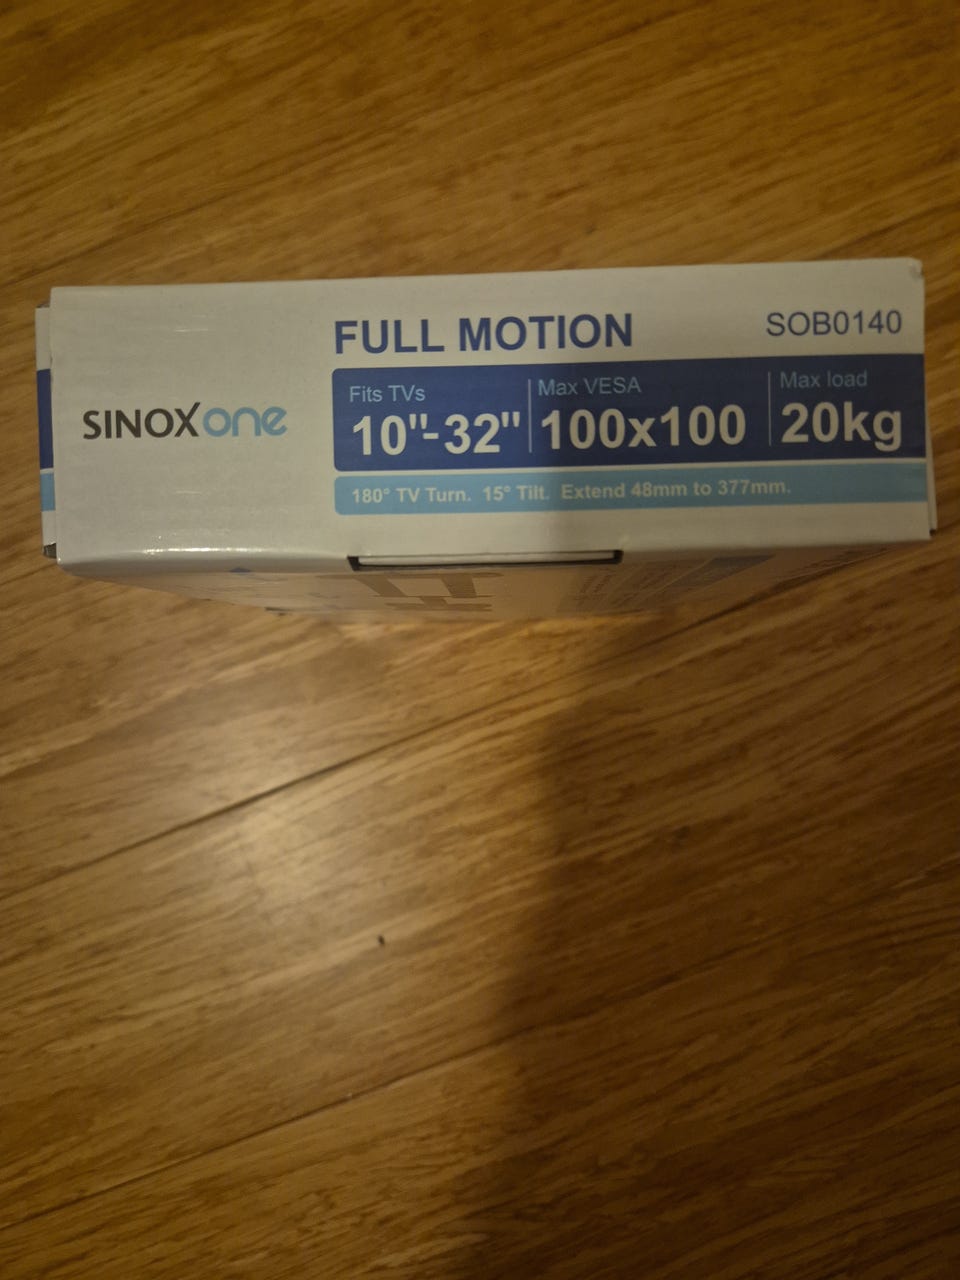 FULL MOTION
SOB0140
SINOXone
Fits TVs
10"-32"
Max VESA
100x100
Max load
20kg
180° TV Turn. 15° Tilt. Extend 48mm to 377mm.